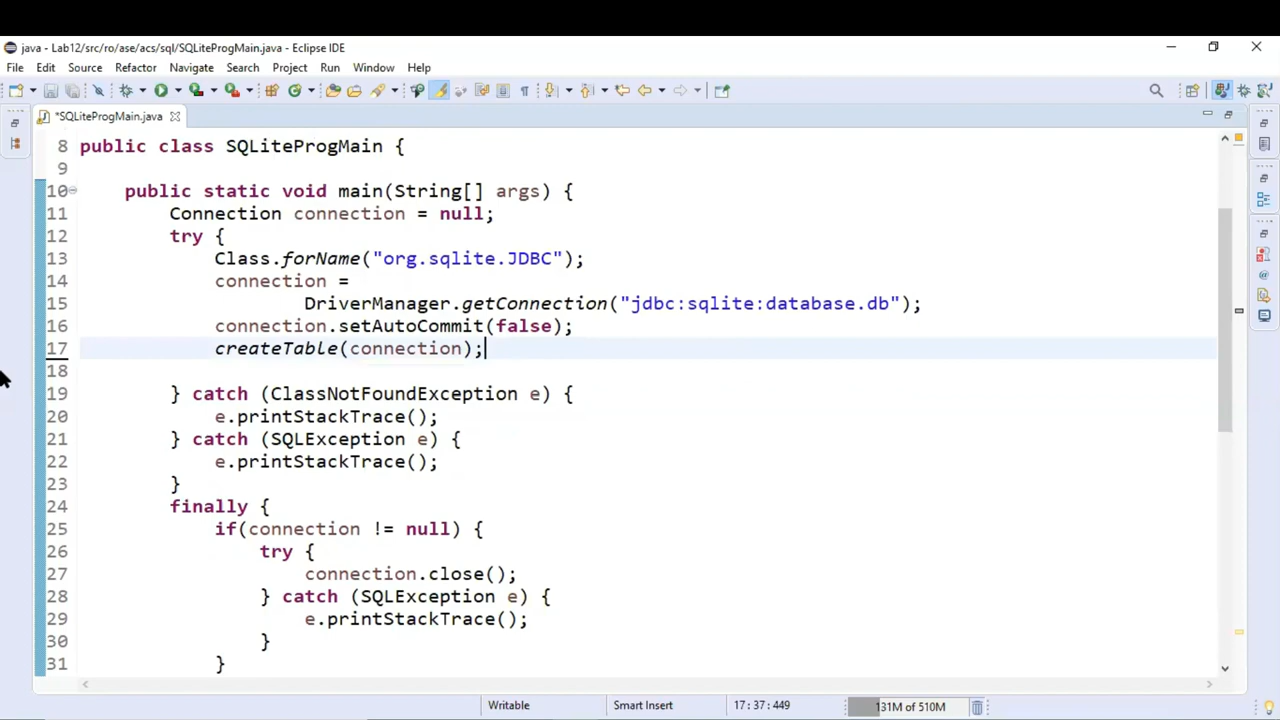 java - Lab12/src/ro/ase/acs/sql/SQLiteProgMain.java - Eclipse IDE
File Edit Source Refactor Navigate Search Project Run Window Help
*SQLiteProgMain.java
8 public class SQLiteProgMain {
9
10 public static void main(String[] args) {
11 Connection connection = null;
12 try {
13 Class.forName("org.sqlite.JDBC");
14 connection =
15 DriverManager.getConnection("jdbc:sqlite:database.db");
16 connection.setAutoCommit(false);
17 createTable(connection);
18
19 } catch (ClassNotFoundException e) {
20 e.printStackTrace();
21 } catch (SQLException e) {
22 e.printStackTrace();
23 }
24 finally {
25 if(connection != null) {
26 try {
27 connection.close();
28 } catch (SQLException e) {
29 e.printStackTrace();
30 }
31 }
Writable Smart Insert 17:37:449 131M of 510M